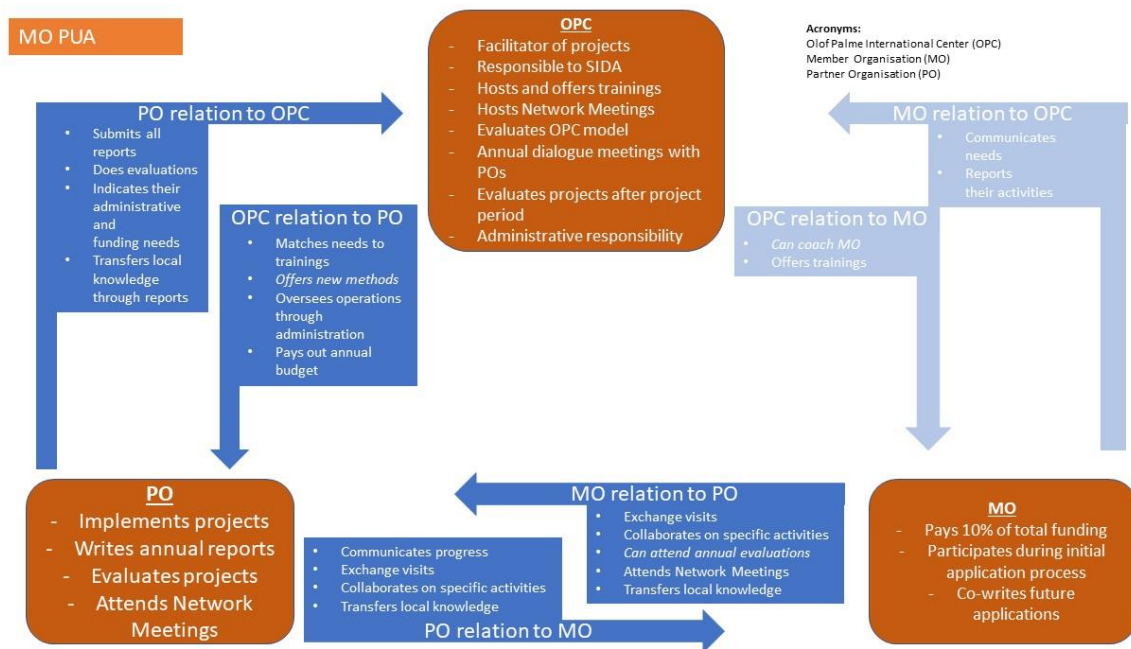 MO PUA
OPC
- Facilitator of projects
- Responsible to SIDA
- Hosts and offers trainings
- Hosts Network Meetings
- Evaluates OPC model
- Annual dialogue meetings with
POs
- Evaluates projects after project
period
- Administrative responsibility
Acronyms:
Olof Palme International Center (OPC)
Member Organisation (MO)
Partner Organisation (PO)
PO relation to OPC
• Submits all
reports
• Does evaluations
• Indicates their
administrative
and
funding needs
• Transfers local
knowledge
through reports
OPC relation to PO
• Matches needs to
trainings
• Offers new methods
• Oversees operations
through
administration
• Pays out annual
budget
MO relation to OPC
• Communicates
needs
• Reports
their activities
OPC relation to MO
• Can coach MO
• Offers trainings
PO
- Implements projects
- Writes annual reports
- Evaluates projects
- Attends Network
Meetings
MO relation to PO
• Exchange visits
• Collaborates on specific activities
• Can attend annual evaluations
• Attends Network Meetings
• Transfers local knowledge
• Communicates progress
• Exchange visits
• Collaborates on specific activities
• Transfers local knowledge
PO relation to MO
MO
- Pays 10% of total funding
- Participates during initial
application process
- Co-writes future
applications